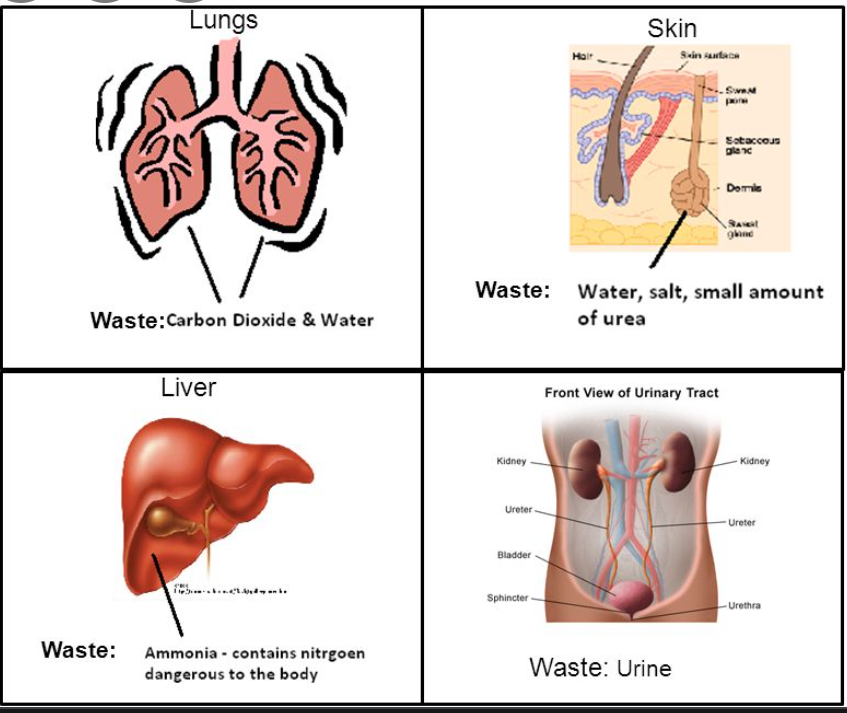 Lungs
Waste:Carbon Dioxide & Water
Skin
Hair
Skin surface
Sweat
pore
Sebaceous
gland
Dermis
Sweat
gland
Waste: Water, salt, small amount
of urea
Liver
Waste: Ammonia - contains nitrgoen
dangerous to the body
Front View of Urinary Tract
Kidney
Kidney
Ureter
Ureter
Bladder
Sphincter
Urethra
Waste: Urine